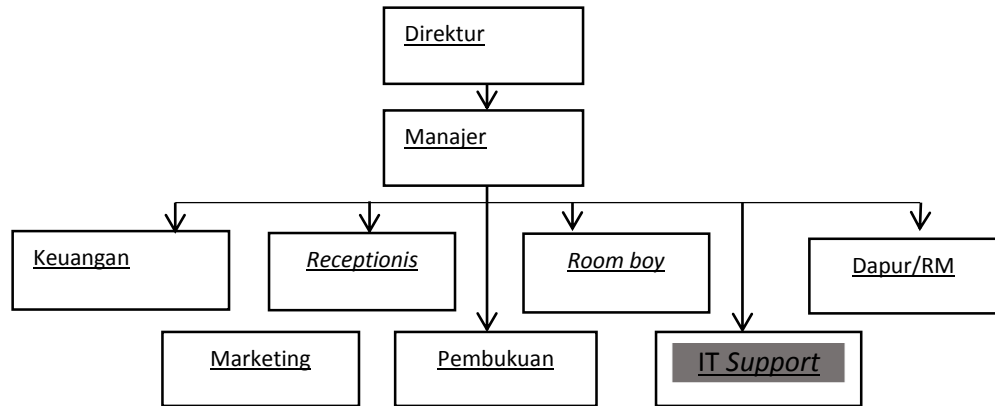 Direktur
Manajer
Keuangan
Receptionis
Room boy
Dapur/RM
Marketing
Pembukuan
IT Support